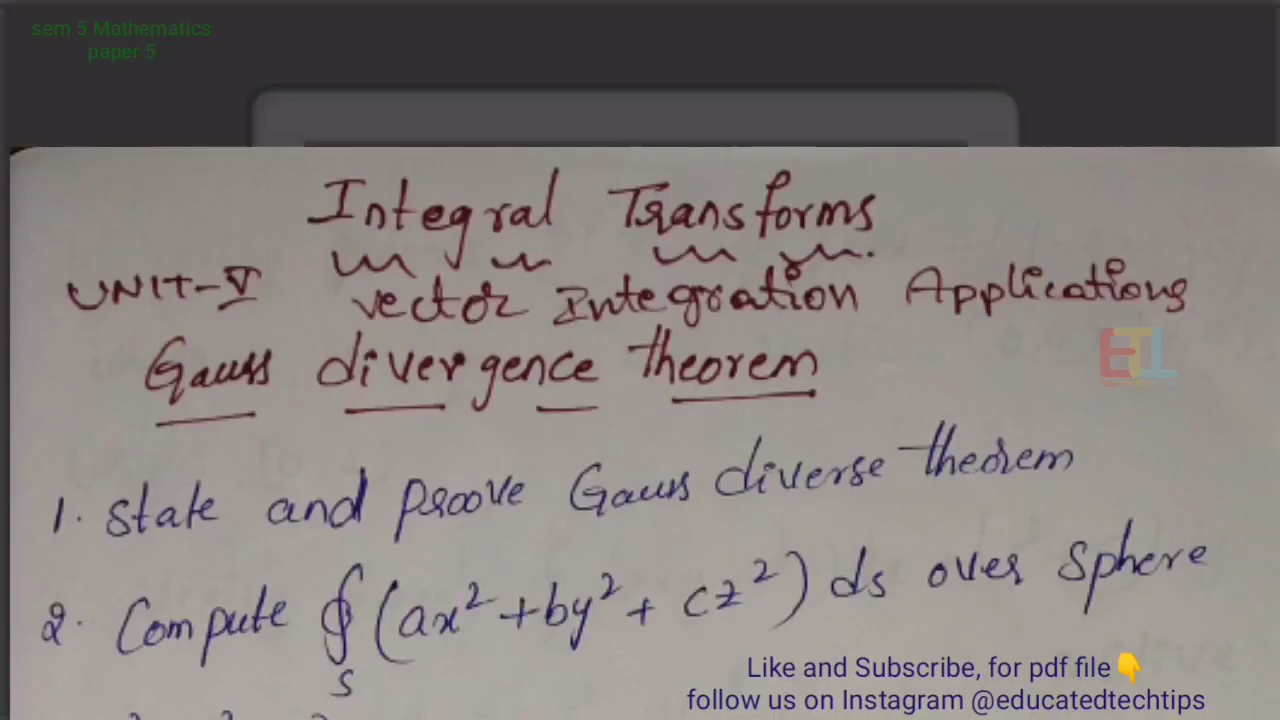 sem 5 Mathematics
paper 5
Integral Transforms
UNIT-V vector Integration Applications
Gauss divergence theorem
1. state and proove Gauss diverse theorem
2. Compute ∮ (ax² + by² + cz²) ds over sphere
S
ETL
Like and Subscribe, for pdf file👇
follow us on Instagram @educatedtechtips